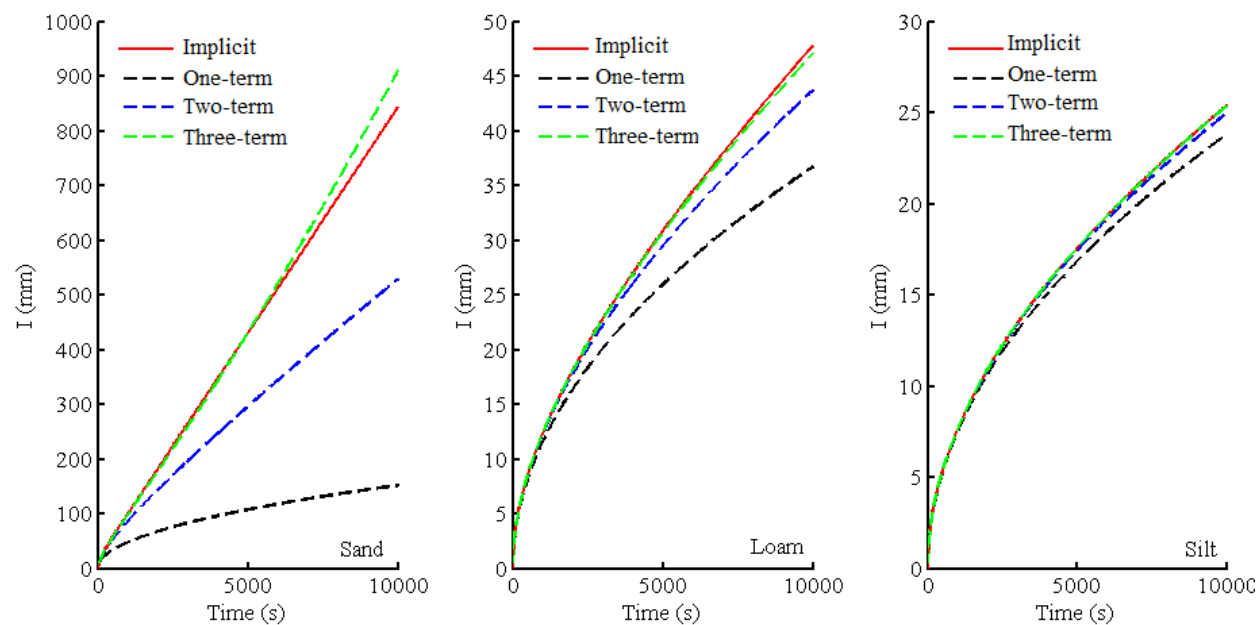 1000
900
800
700
600
500
400
300
200
100
0
I (mm)
Implicit
One-term
Two-term
Three-term
Sand
0
5000
10000
Time (s)
50
45
40
35
30
25
20
15
10
5
0
I (mm)
Implicit
One-term
Two-term
Three-term
Loam
0
5000
10000
Time (s)
30
25
20
15
10
5
0
I (mm)
Implicit
One-term
Two-term
Three-term
Silt
0
5000
10000
Time (s)